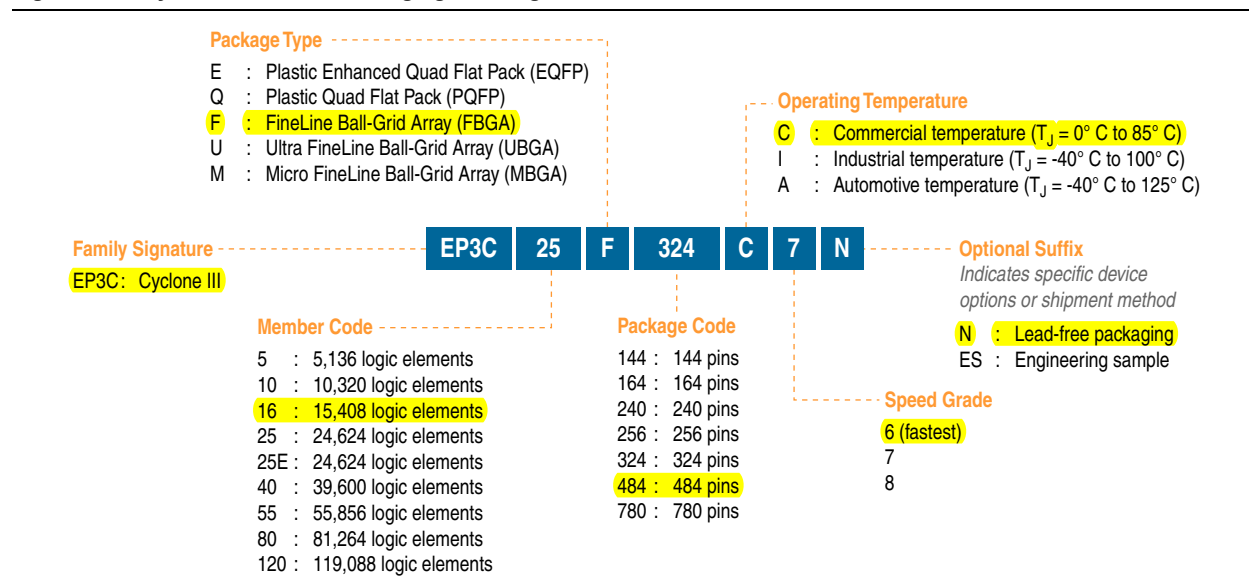 Package Type
E : Plastic Enhanced Quad Flat Pack (EQFP)
Q : Plastic Quad Flat Pack (PQFP)
F : FineLine Ball-Grid Array (FBGA)
U : Ultra FineLine Ball-Grid Array (UBGA)
M : Micro FineLine Ball-Grid Array (MBGA)
Operating Temperature
C : Commercial temperature (TJ = 0° C to 85° C)
I : Industrial temperature (TJ = -40° C to 100° C)
A : Automotive temperature (TJ = -40° C to 125° C)
Family Signature
EP3C : Cyclone III
EP3C 25 F 324 C 7 N
Optional Suffix
Indicates specific device
options or shipment method
N : Lead-free packaging
ES : Engineering sample
Member Code
5 : 5,136 logic elements
10 : 10,320 logic elements
16 : 15,408 logic elements
25 : 24,624 logic elements
25E : 24,624 logic elements
40 : 39,600 logic elements
55 : 55,856 logic elements
80 : 81,264 logic elements
120 : 119,088 logic elements
Package Code
144 : 144 pins
164 : 164 pins
240 : 240 pins
256 : 256 pins
324 : 324 pins
484 : 484 pins
780 : 780 pins
Speed Grade
6 (fastest)
7
8